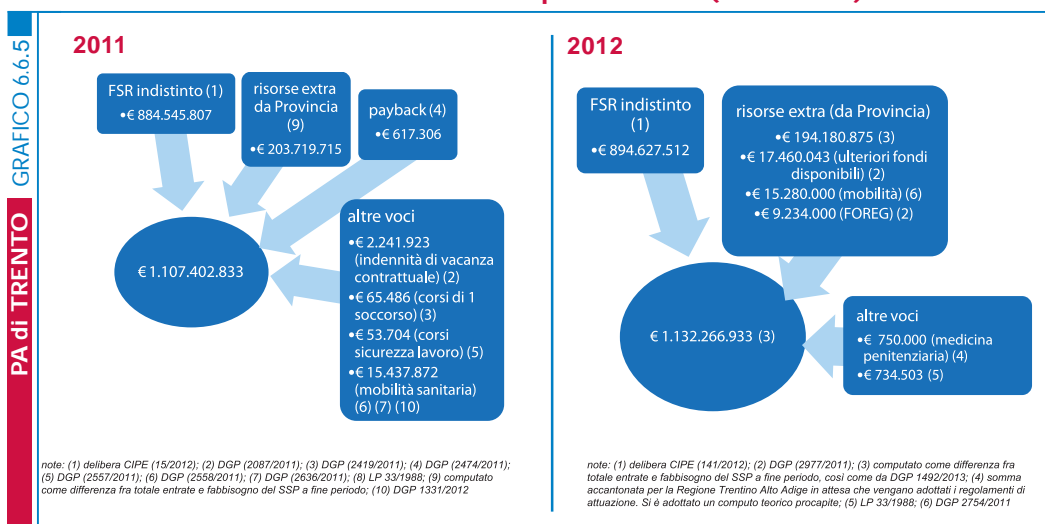 GRAFICO 6.6.5
PA di TRENTO
2011
FSR indistinto (1)
•€ 884.545.807
risorse extra
da Provincia
(9)
•€ 203.719.715
payback (4)
•€ 617.306
altre voci
•€ 2.241.923
(indennità di vacanza
contrattuale) (2)
•€ 65.486 (corsi di 1
soccorso) (3)
•€ 53.704 (corsi
sicurezza lavoro) (5)
•€ 15.437.872
(mobilità sanitaria)
(6) (7) (10)
€ 1.107.402.833
note: (1) delibera CIPE (15/2012); (2) DGP (2087/2011); (3) DGP (2419/2011); (4) DGP (2474/2011);
(5) DGP (2557/2011); (6) DGP (2558/2011); (7) DGP (2636/2011); (8) LP 33/1988; (9) computato
come differenza fra totale entrate e fabbisogno del SSP a fine periodo; (10) DGP 1331/2012
2012
FSR indistinto
(1)
•€ 894.627.512
risorse extra (da Provincia)
•€ 194.180.875 (3)
•€ 17.460.043 (ulteriori fondi
disponibili) (2)
•€ 15.280.000 (mobilità) (6)
•€ 9.234.000 (FOREG) (2)
€ 1.132.266.933 (3)
altre voci
•€ 750.000 (medicina
penitenziaria) (4)
•€ 734.503 (5)
note: (1) delibera CIPE (141/2012); (2) DGP (2977/2011); (3) computato come differenza fra
totale entrate e fabbisogno del SSP a fine periodo, così come da DGP 1492/2013; (4) somma
accantonata per la Regione Trentino Alto Adige in attesa che vengano adottati i regolamenti di
attuazione. Si è adottato un computo teorico procapite; (5) LP 33/1988; (6) DGP 2754/2011